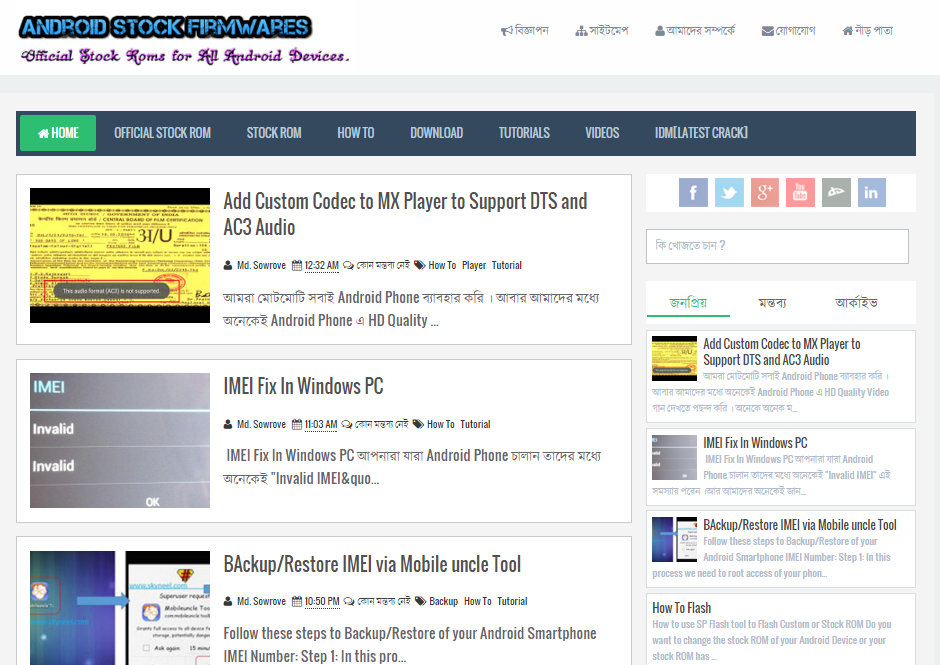 ANDROID STOCK FIRMWARES
Official Stock Roms for All Android Devices.
বিজ্ঞাপন সাইটমেপ আমাদের সম্পর্কে যোগাযোগ নীড় পাতা
HOME OFFICIAL STOCK ROM STOCK ROM HOW TO DOWNLOAD TUTORIALS VIDEOS IDM[LATEST CRACK]
Add Custom Codec to MX Player to Support DTS and
AC3 Audio
Md. Sowrove 12:32 AM কোন মন্তব্য নেই How To Player Tutorial
আমরা মোটমোটি সবাই Android Phone ব্যাবহার করি । আবার আমাদের মধ্যে
অনেকেই Android Phone এ HD Quality ...
3I/U
This audio format (AC3) is not supported.
IMEI
Invalid
Invalid
OK
IMEI Fix In Windows PC
Md. Sowrove 11:03 AM কোন মন্তব্য নেই How To Tutorial
IMEI Fix In Windows PC আপনারা যারা Android Phone চালান তাদের মধ্যে
অনেকেই "Invalid IMEI&quo...
www.skyneel.com
Superuser reques
Mobileuncle Too
Ask again 15 minu
BAckup/Restore IMEI via Mobile uncle Tool
Md. Sowrove 10:50 PM কোন মন্তব্য নেই Backup How To Tutorial
Follow these steps to Backup/Restore of your Android Smartphone
IMEI Number: Step 1: In this pro...
f g+ You Tube in
কি খোজতে চান ?
জনপ্রিয় মন্তব্য আর্কাইভ
Add Custom Codec to MX Player to
Support DTS and AC3 Audio
আমরা মোটমোটি সবাই Android Phone ব্যাবহার করি ।
আবার আমাদের মধ্যে অনেকেই Android Phone এ HD Quality Video
গান দেখতে পছন্দ করি । অনেকে অনেক ম...
IMEI Fix In Windows PC
IMEI Fix In Windows PC আপনারা যারা Android
Phone চালান তাদের মধ্যে অনেকেই "Invalid IMEI" এই
সমস্যায় পরেন ।আর আমাদের অনেকেই জান...
BAckup/Restore IMEI via Mobile uncle Tool
Follow these steps to Backup/Restore of your
Android Smartphone IMEI Number: Step 1: In this
process we need to root access of your phon...
How To Flash
How to use SP Flash tool to Flash Custom or Stock ROM Do you
want to change the stock ROM of your Android Device or your
stock ROM has ...